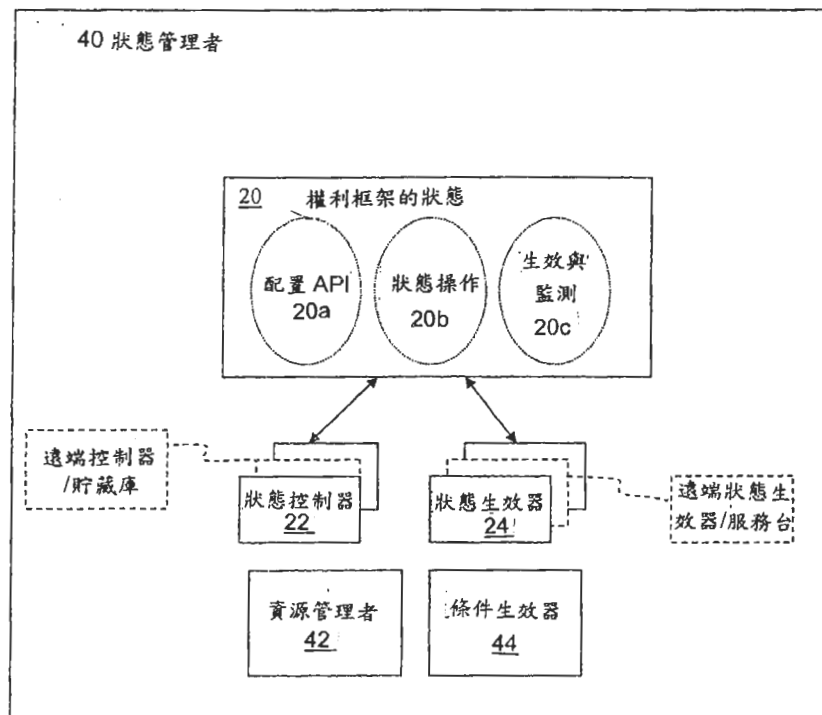 40 狀態管理者
20 權利框架的狀態
配置 API
20a
狀態操作
20b
生效與
監測
20c
遠端控制器
/貯藏庫
狀態控制器
22
狀態生效器
24
遠端狀態生
效器/服務台
資源管理者
42
條件生效器
44